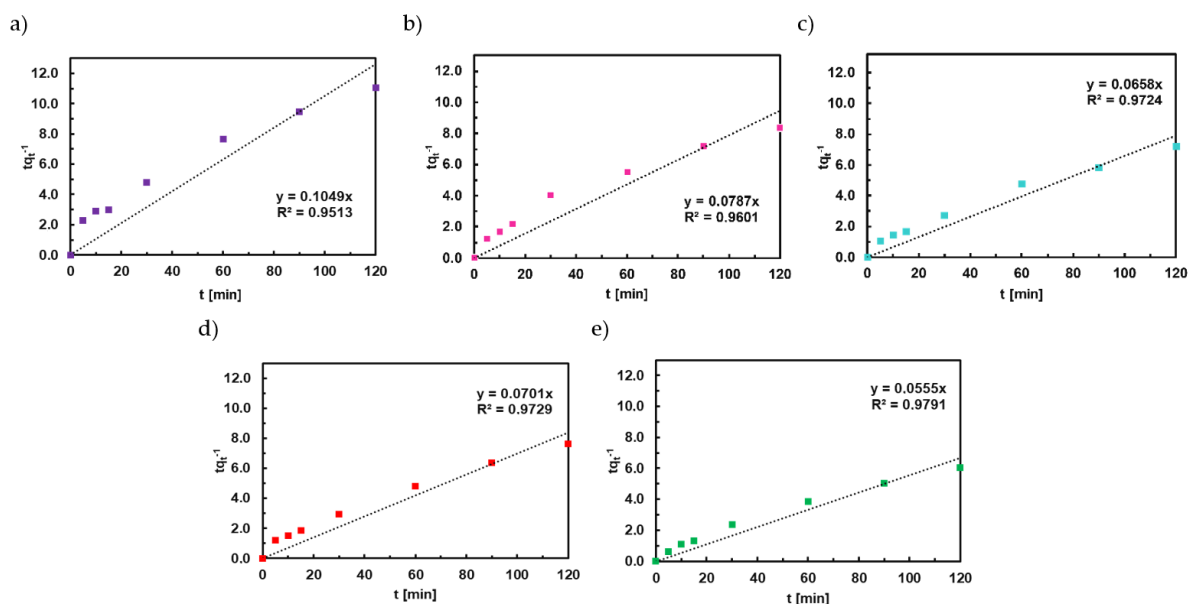 a)
12.0
10.0
8.0
6.0
4.0
2.0
0.0
tqt⁻¹
y = 0.1049x
R² = 0.9513
0 20 40 60 80 100 120
t [min]
b)
12.0
10.0
8.0
6.0
4.0
2.0
0.0
tqt⁻¹
y = 0.0787x
R² = 0.9601
0 20 40 60 80 100 120
t [min]
c)
12.0
10.0
8.0
6.0
4.0
2.0
0.0
tqt⁻¹
y = 0.0658x
R² = 0.9724
0 20 40 60 80 100 120
t [min]
d)
12.0
10.0
8.0
6.0
4.0
2.0
0.0
tqt⁻¹
y = 0.0701x
R² = 0.9729
0 20 40 60 80 100 120
t [min]
e)
12.0
10.0
8.0
6.0
4.0
2.0
0.0
tqt⁻¹
y = 0.0555x
R² = 0.9791
0 20 40 60 80 100 120
t [min]